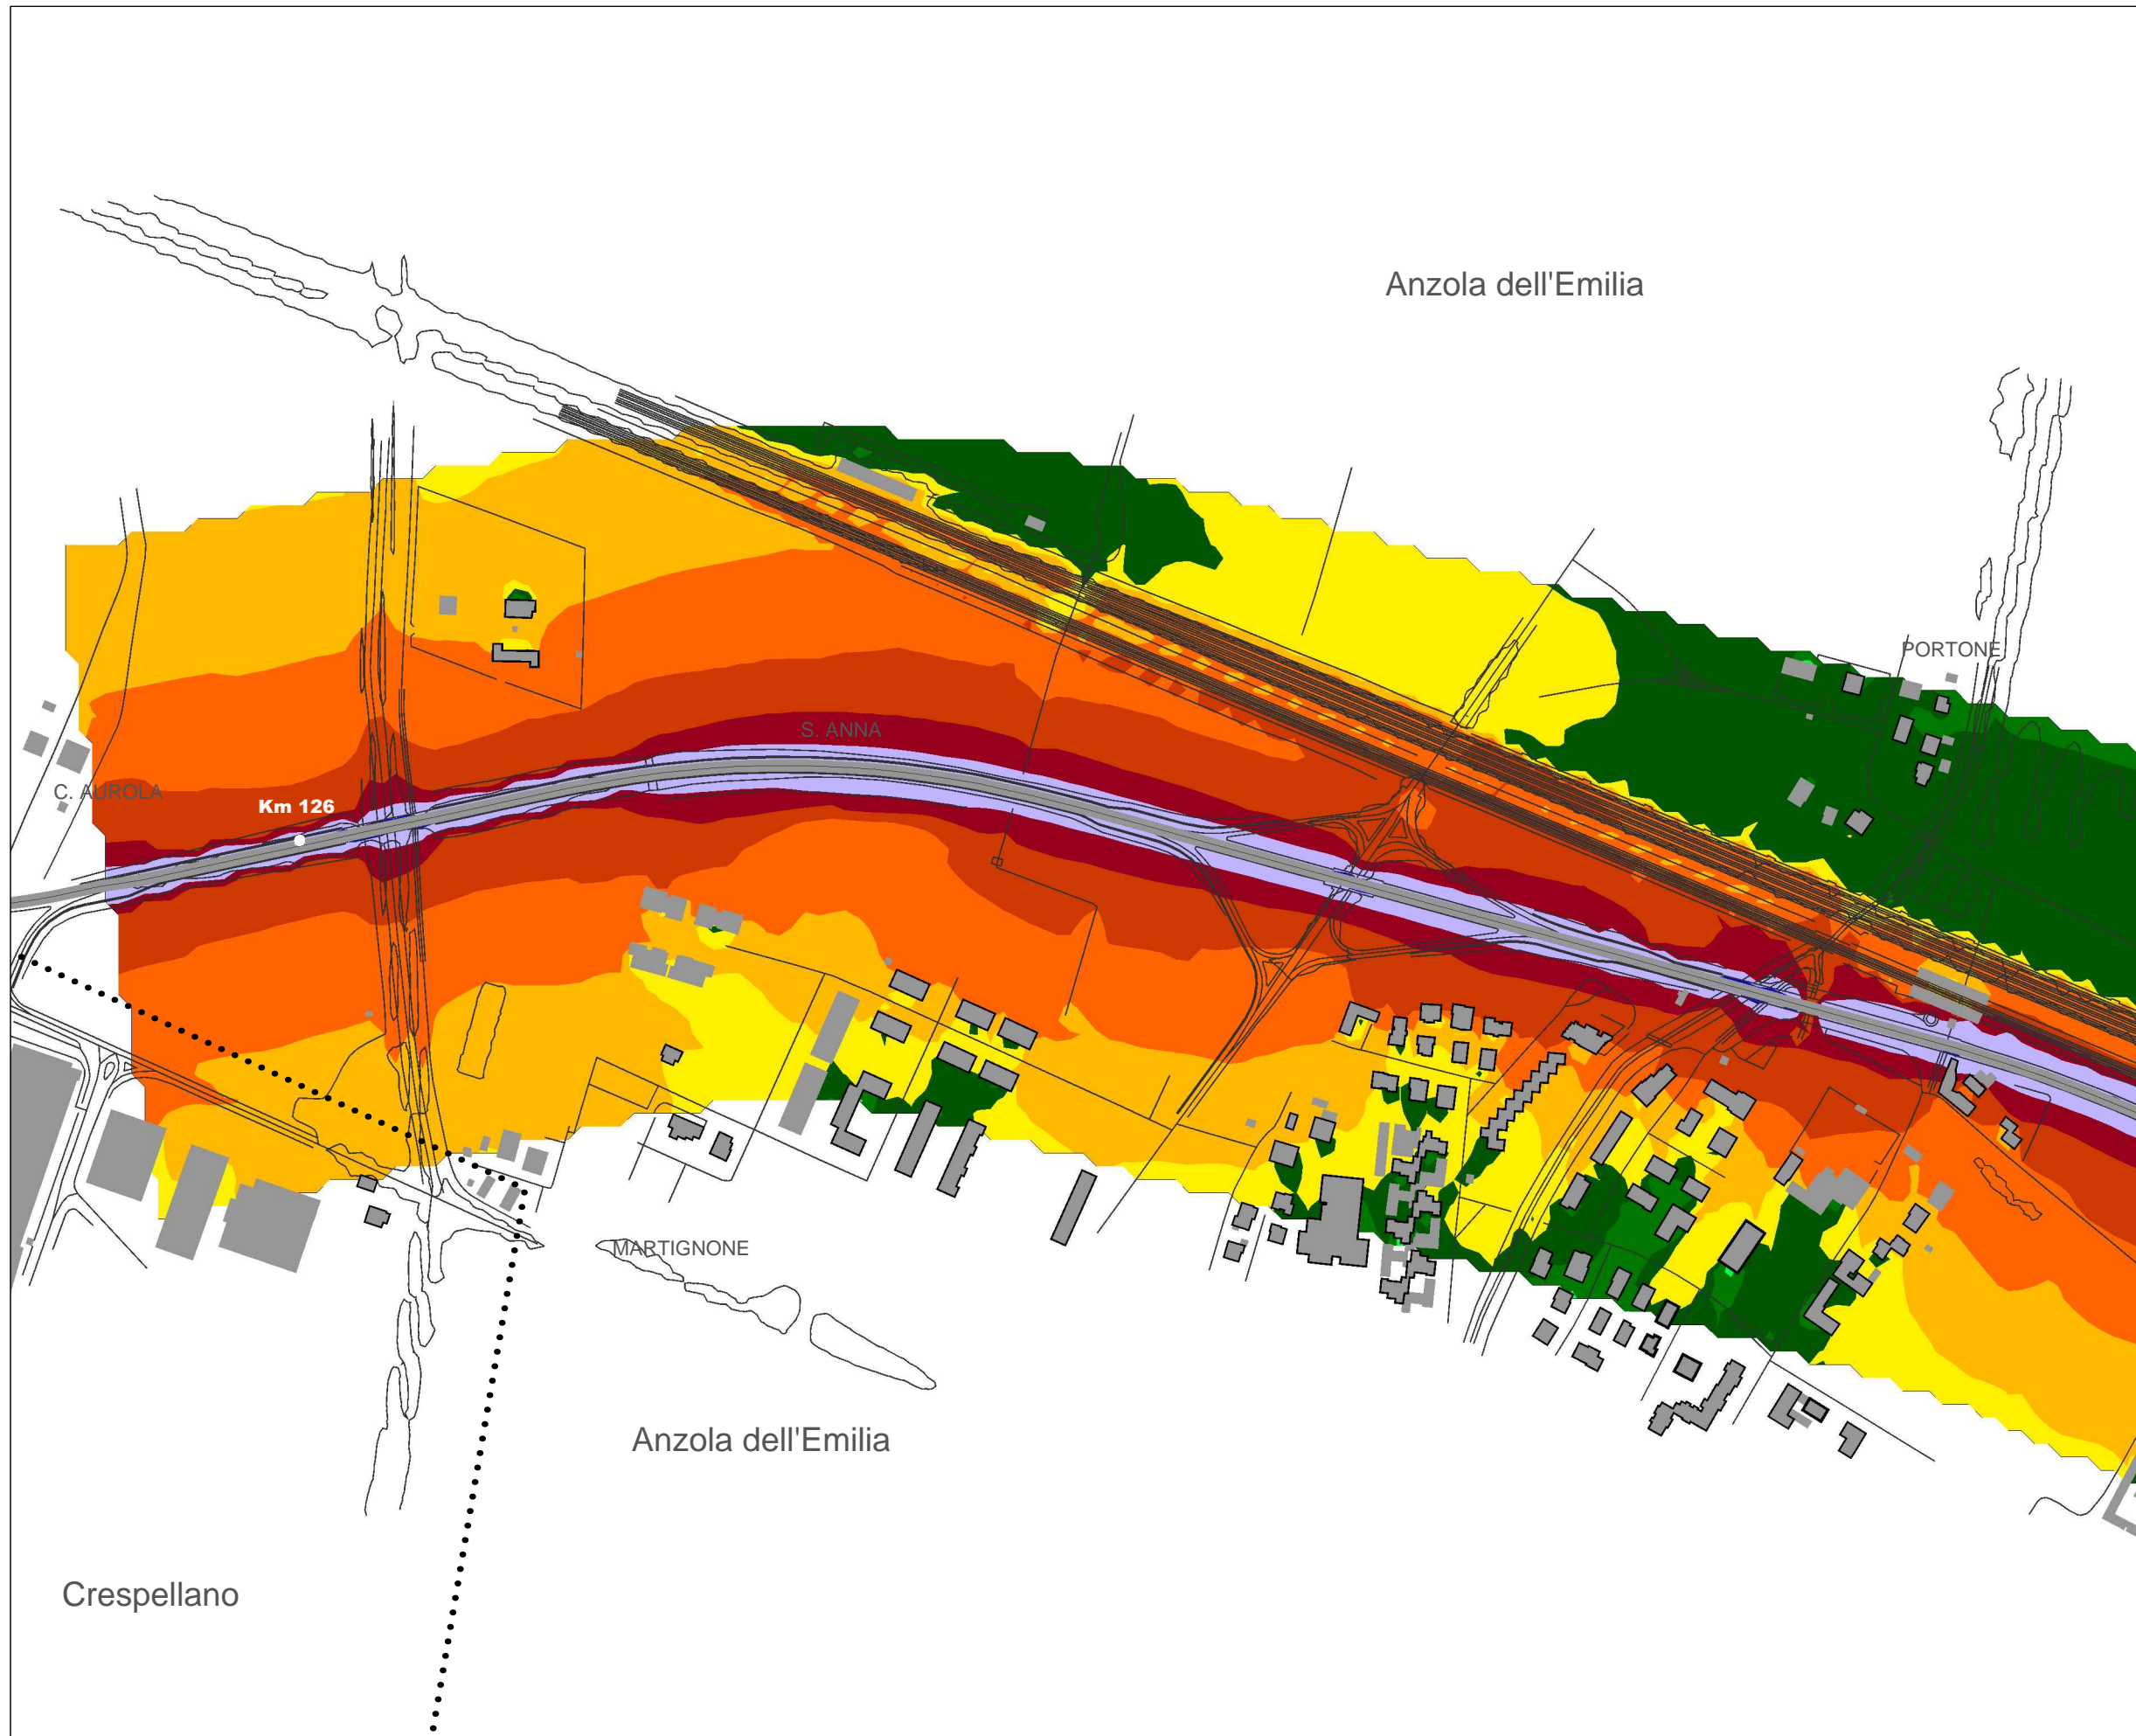 Anzola dell'Emilia
PORTONE
S. ANNA
C. AUROLA
Km 126
MARTIGNONE
Anzola dell'Emilia
Crespellano